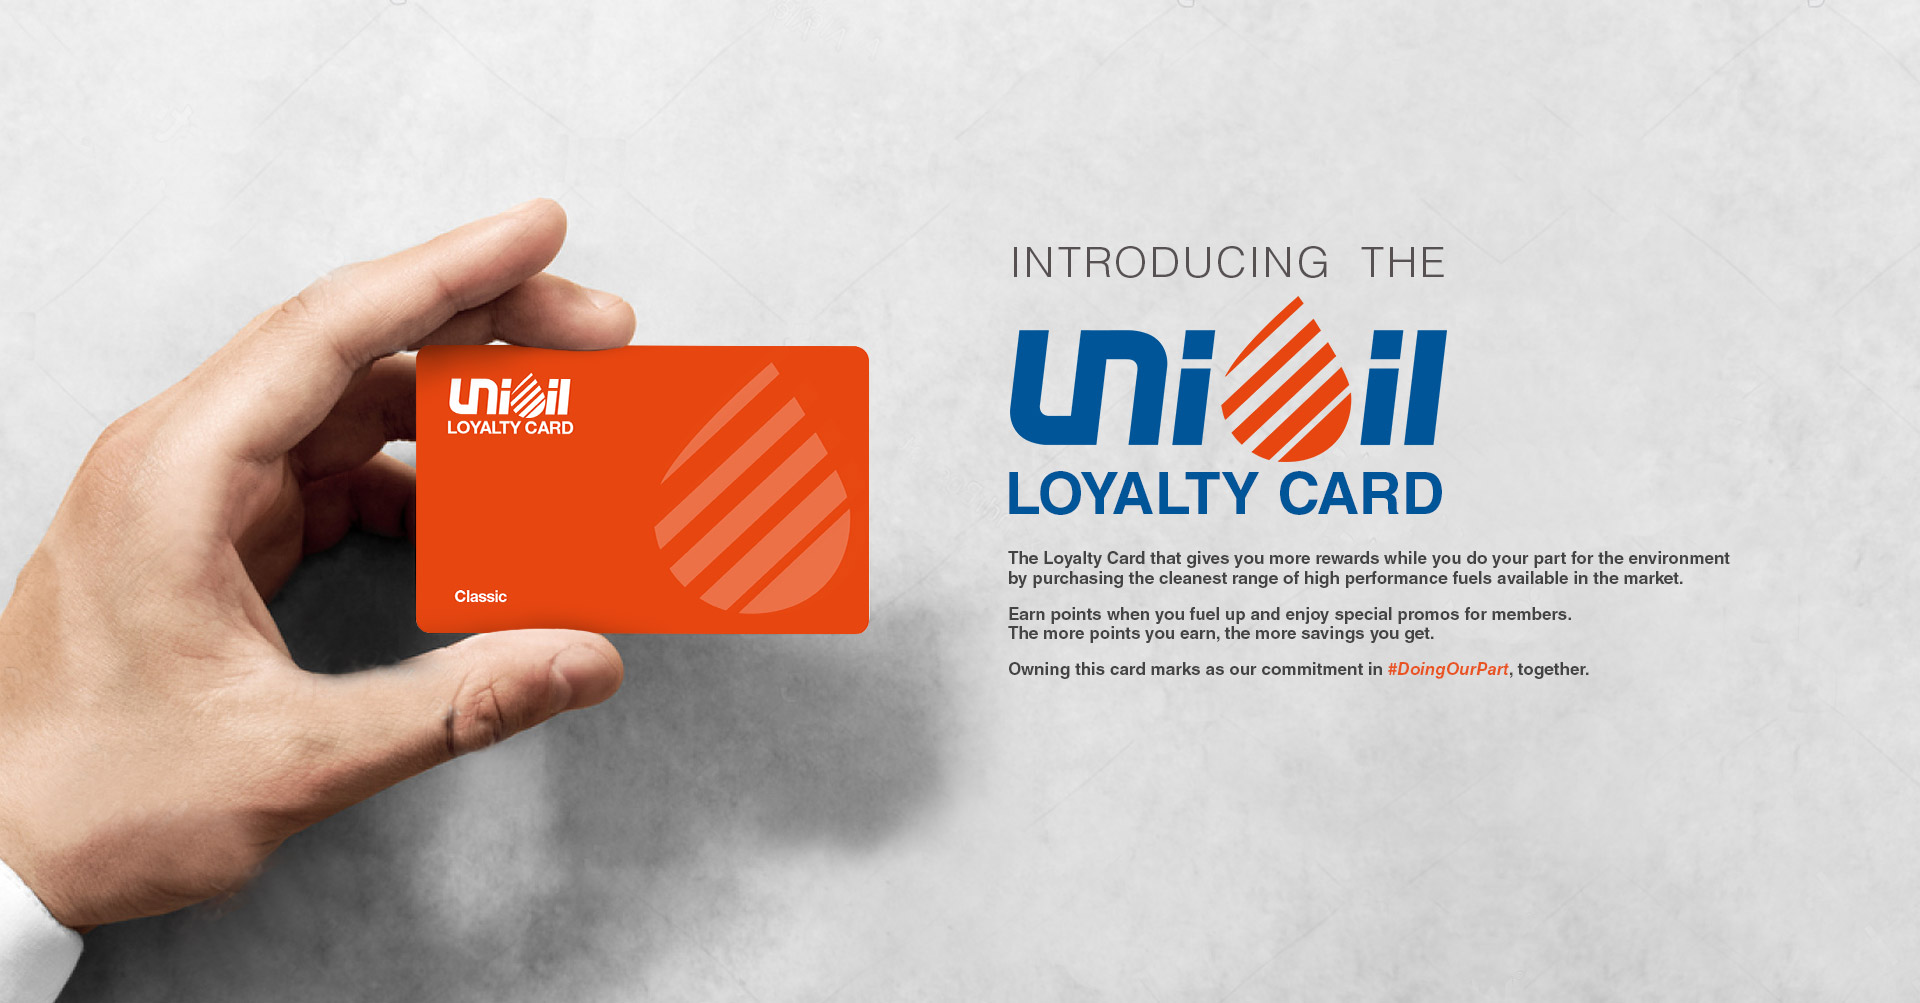 INTRODUCING THE
unioil
LOYALTY CARD
The Loyalty Card that gives you more rewards while you do your part for the environment
by purchasing the cleanest range of high performance fuels available in the market.
Earn points when you fuel up and enjoy special promos for members.
The more points you earn, the more savings you get.
Owning this card marks as our commitment in #DoingOurPart, together.
unioil
LOYALTY CARD
Classic